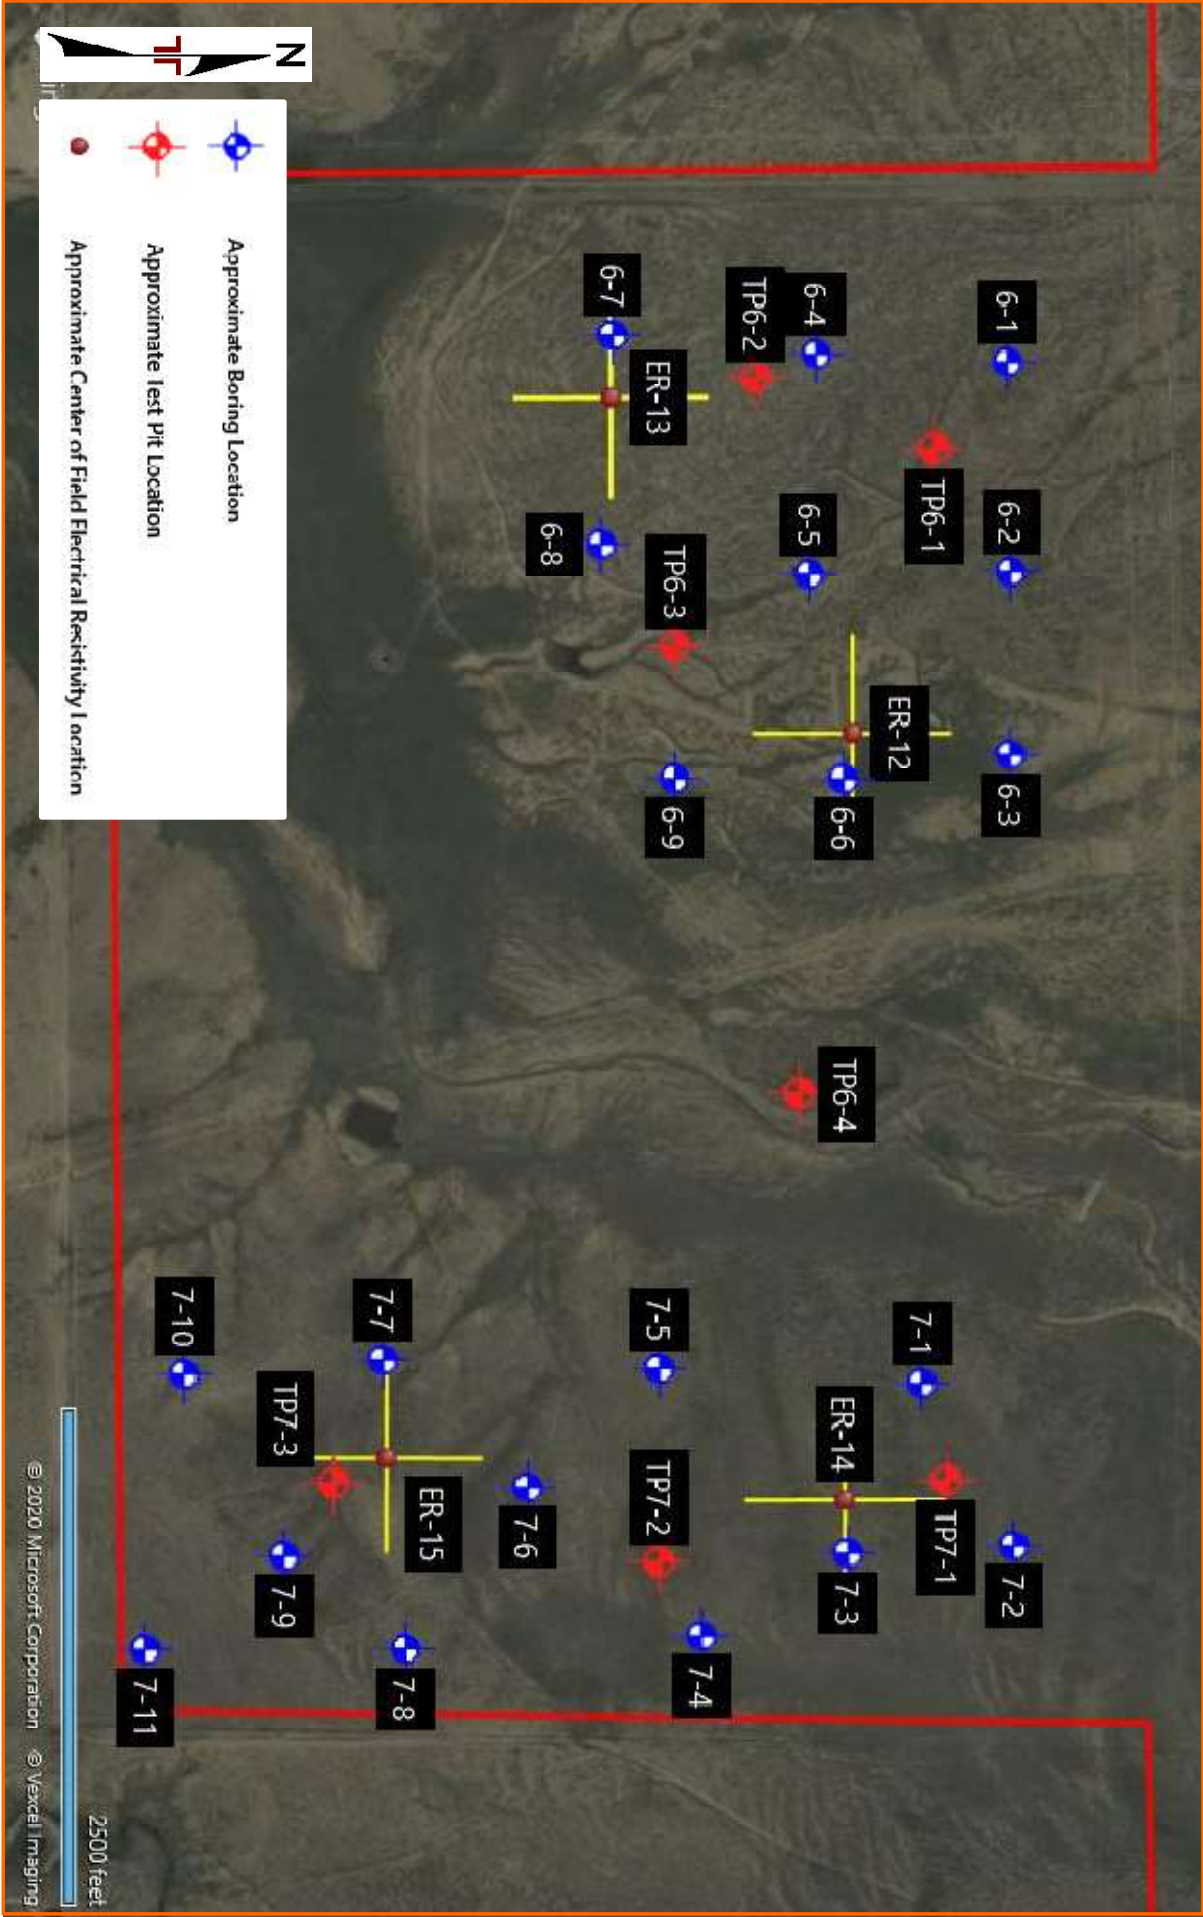 N
ing
Approximate Boring Location
Approximate Test Pit Location
Approximate Center of Field Electrical Resistivity Location
6-1
6-2
6-3
TP6-1
ER-12
6-4
6-5
6-6
TP6-2
TP6-3
6-9
ER-13
6-7
6-8
TP6-4
7-2
TP7-1
7-1
ER-14
7-3
7-4
7-5
TP7-2
7-6
ER-15
7-7
7-8
TP7-3
7-9
7-10
7-11
2500 feet
© 2020 Microsoft Corporation © Vexcel Imaging